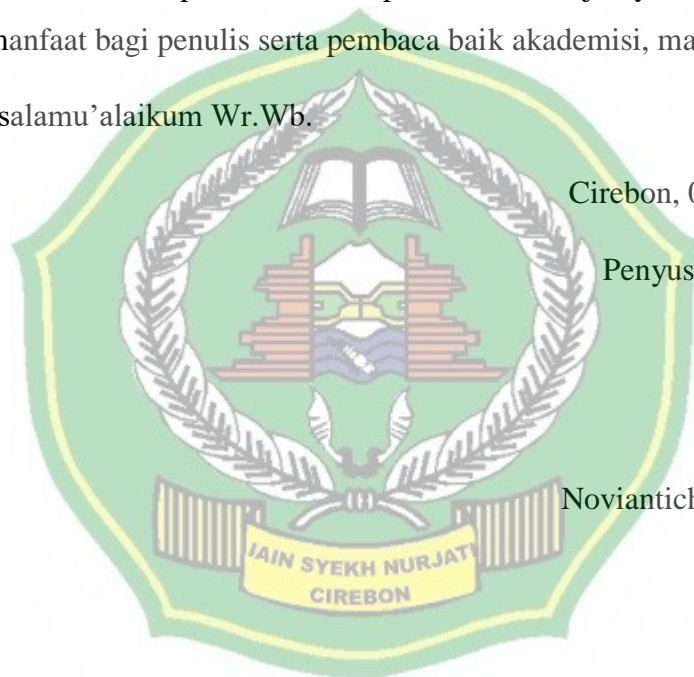 manfaat bagi penulis serta pembaca baik akademisi, ma
salamu’alaikum Wr.Wb.
Cirebon, 0
Penyus
Noviantich
IAIN SYEKH NURJATI
CIREBON